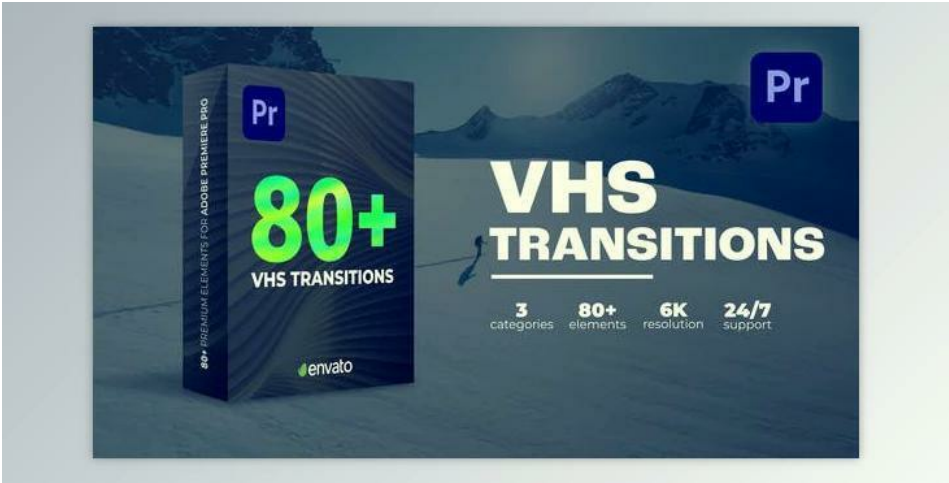 80+ PREMIUM ELEMENTS FOR ADOBE PREMIERE PRO
Pr
80+
VHS TRANSITIONS
envato
Pr
VHS
TRANSITIONS
3
categories
80+
elements
6K
resolution
24/7
support